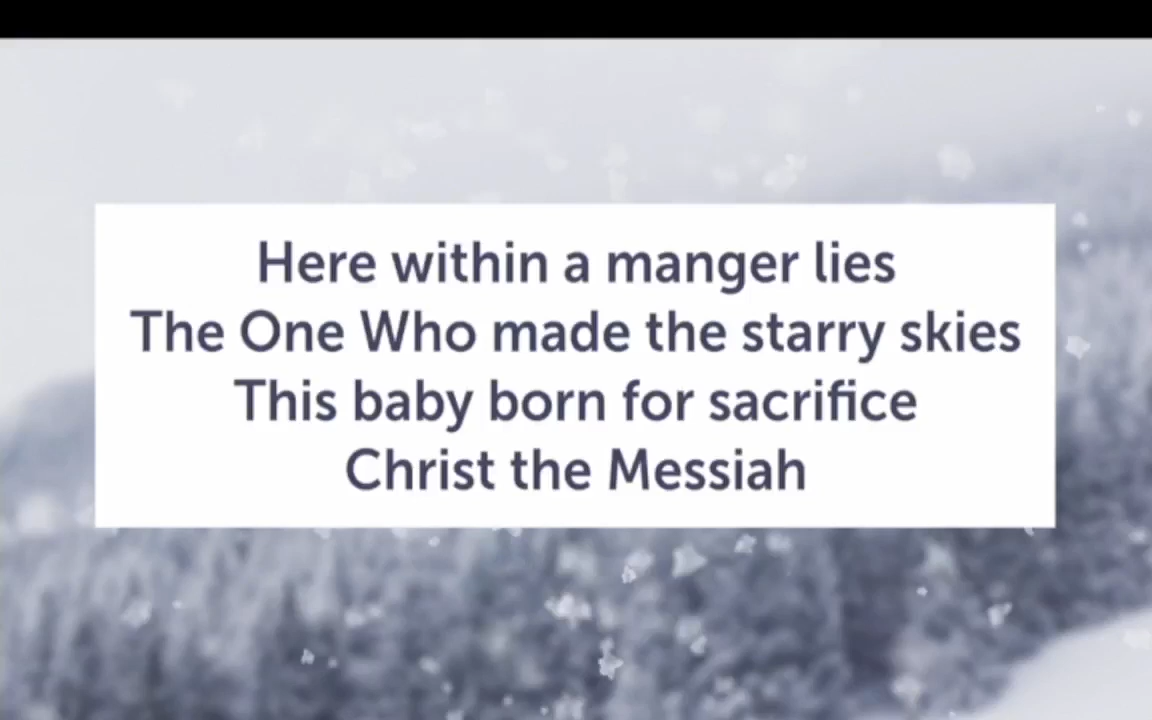 Here within a manger lies
The One Who made the starry skies
This baby born for sacrifice
Christ the Messiah